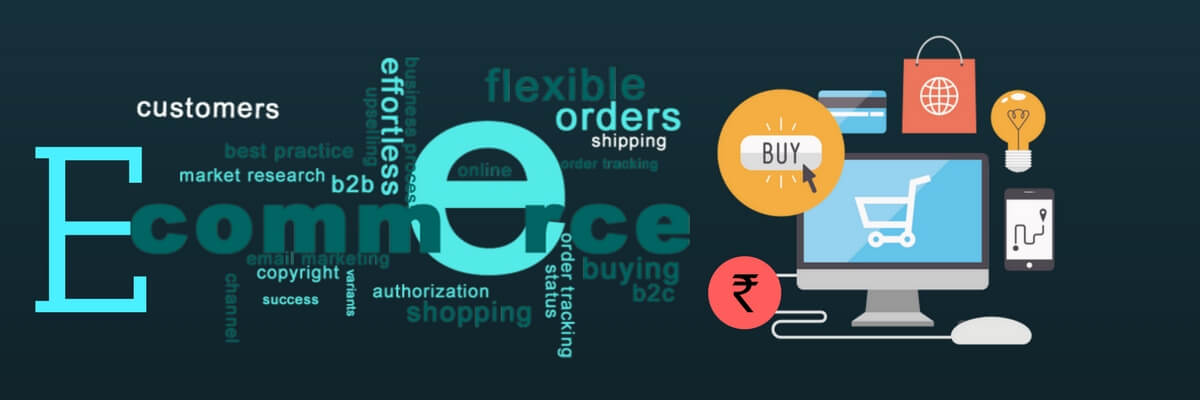 flexible
effortless
business proces
upselling
customers
orders
shipping
best practice
online
order tracking
market research
b2b
E commerce
email marketing
copyright
buying
success
variants
authorization
b2c
channel
shopping
status
order tracking
BUY
₹